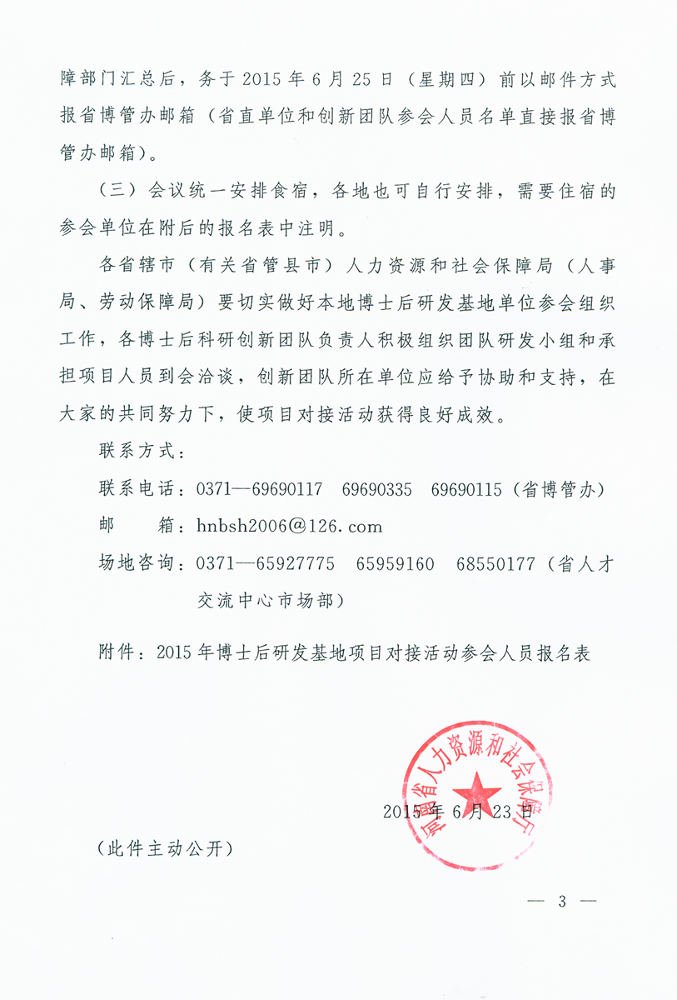 障部门汇总后，务于 2015 年 6 月 25 日（星期四）前以邮件方式
报省博管办邮箱（省直单位和创新团队参会人员名单直接报省博
管办邮箱）。
（三）会议统一安排食宿，各地也可自行安排，需要住宿的
参会单位在附后的报名表中注明。
各省辖市（有关省管县市）人力资源和社会保障局（人事
局、劳动保障局）要切实做好本地博士后研发基地单位参会组织
工作，各博士后科研创新团队负责人积极组织团队研发小组和承
担项目人员到会洽谈，创新团队所在单位应给予协助和支持，在
大家的共同努力下，使项目对接活动获得良好成效。
联系方式：
联系电话：0371—69690117 69690335 69690115（省博管办）
邮 箱：hnbsh2006@126.com
场地咨询：0371—65927775 65959160 68550177（省人才
交流中心市场部）
附件：2015 年博士后研发基地项目对接活动参会人员报名表
河南省人力资源和社会保障厅
2015 年 6 月 23 日
（此件主动公开）
— 3 —